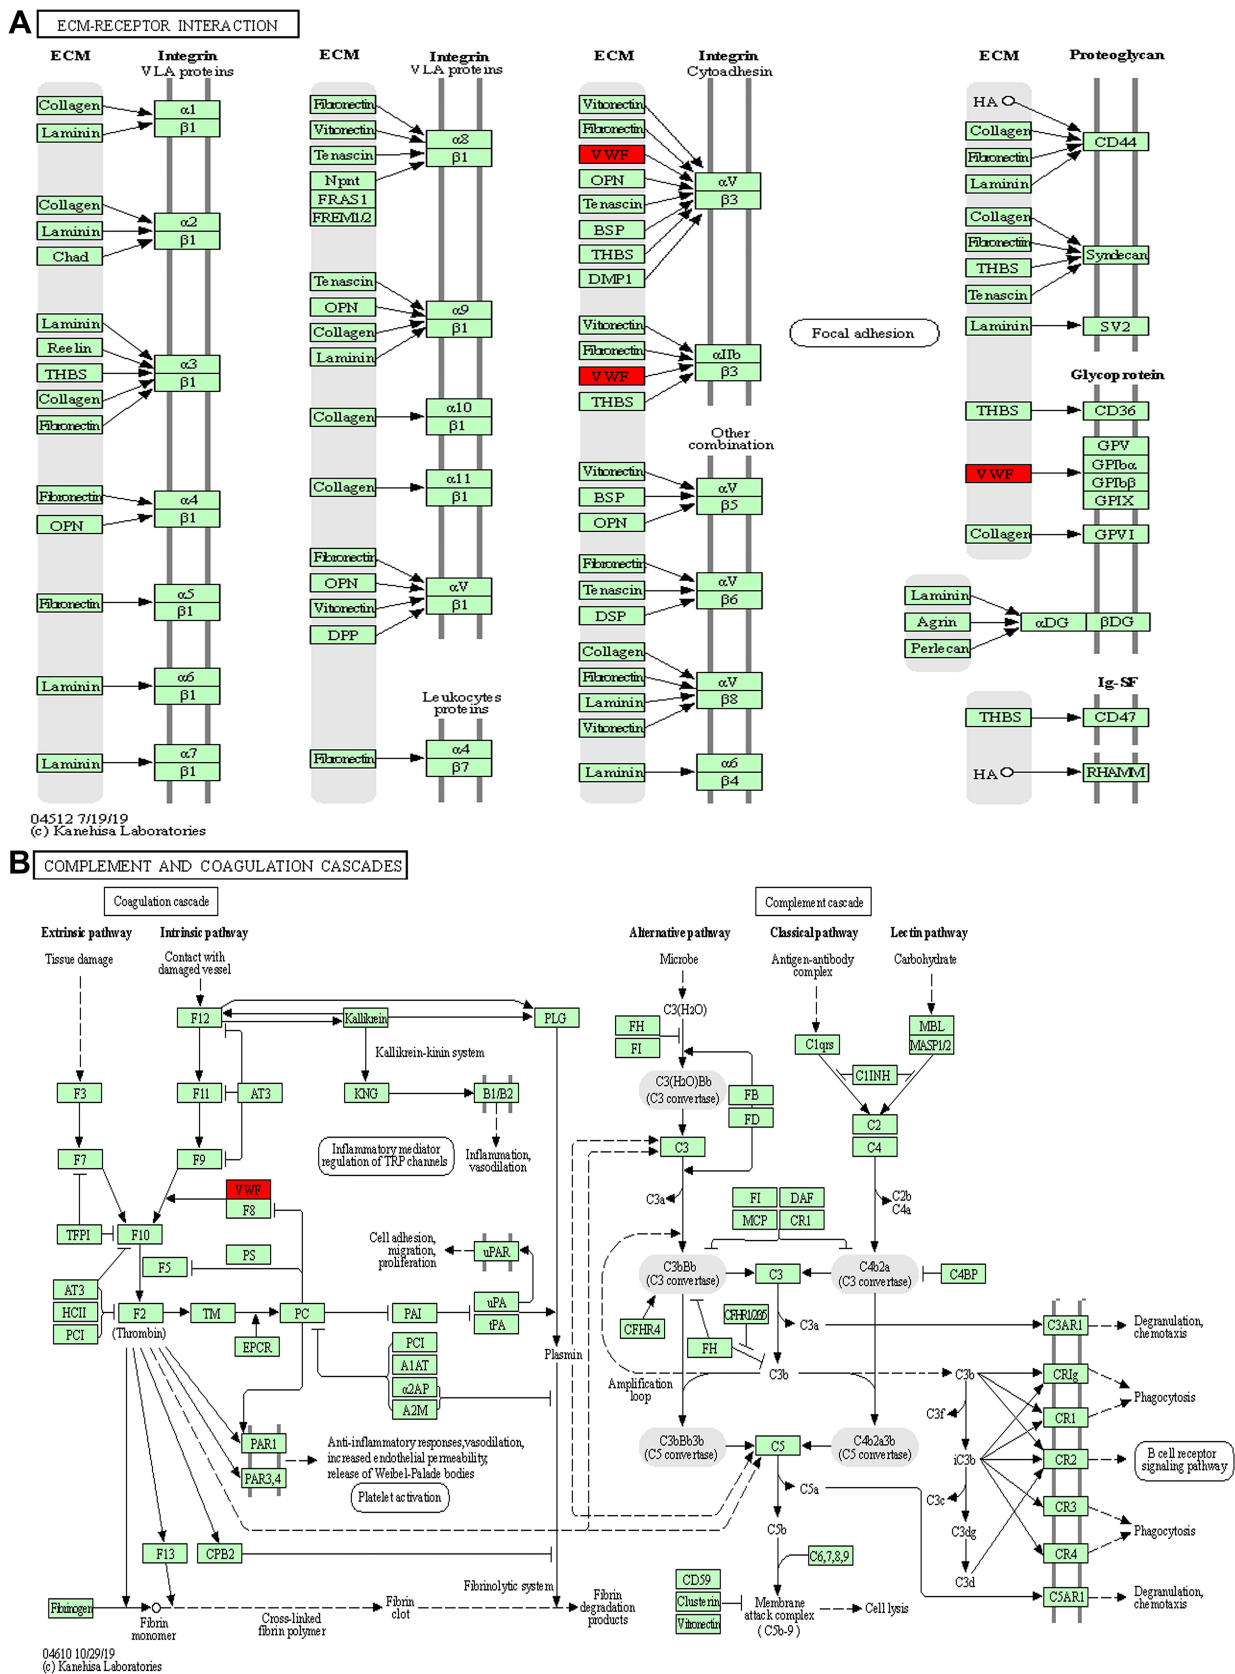 A ECM-RECEPTOR INTERACTION
ECM
Integrin
VLA proteins
Collagen
Laminin
α1
β1
Collagen
Laminin
Chad
α2
β1
Laminin
Reelin
THBS
Collagen
Fibronectin
α3
β1
Fibronectin
OPN
α4
β1
Fibronectin
α5
β1
Laminin
α6
β1
Laminin
α7
β1
ECM
Integrin
VLA proteins
Fibronectin
Vitronectin
Tenascin
Npnt
FRAS1
FREM1/2
α8
β1
Tenascin
OPN
Collagen
Laminin
α9
β1
Collagen
α10
β1
Collagen
α11
β1
Fibronectin
OPN
Vitronectin
DPP
αV
β1
Leukocytes
proteins
Fibronectin
α4
β7
ECM
Integrin
Cytoadhesin
Vitronectin
Fibronectin
VWF
OPN
Tenascin
BSP
THBS
DMP1
αV
β3
Vitronectin
Fibronectin
VWF
THBS
αIIb
β3
Other
combination
Vitronectin
BSP
OPN
αV
β5
Fibronectin
Tenascin
DSP
αV
β6
Collagen
Fibronectin
Laminin
Vitronectin
αV
β8
Laminin
α6
β4
Focal adhesion
ECM
Proteoglycan
HA
Collagen
Fibronectin
Laminin
CD44
Collagen
Fibronectiin
THBS
Tenascin
Syndecan
Laminin
SV2
Glycoprotein
THBS
CD36
VWF
GPV
GPIbα
GPIbβ
GPIX
Collagen
GPVI
Laminin
Agrin
Perlecan
αDG
βDG
Ig-SF
THBS
CD47
HA
RHAMM
04512 7/19/19
(c) Kanehisa Laboratories
B COMPLEMENT AND COAGULATION CASCADES
Coagulation cascade
Extrinsic pathway
Intrinsic pathway
Tissue damage
Contact with
damaged vessel
F12
Kallikrein
PLG
Kallikrein-kinin system
F3
F11
AT3
KNG
B1/B2
Inflammatory mediator
regulation of TRP channels
Inflammation,
vasodilation
F7
F9
VWF
F8
TFPI
F10
PS
F5
Cell adhesion,
migration,
proliferation
uPAR
AT3
HCII
PCI
F2
(Thrombin)
TM
PC
EPCR
PAI
uPA
tPA
PCI
A1AT
α2AP
A2M
Plasmin
PAR1
PAR3,4
Anti-inflammatory responses,vasodilation,
increased endothelial permeability,
release of Weibel-Palade bodies
Platelet activation
F13
CPB2
Fibrinolytic system
Fibrinogen
Fibrin
monomer
Cross-linked
fibrin polymer
Fibrin
clot
Fibrin
degradation
products
Complement cascade
Alternative pathway
Classical pathway
Lectin pathway
Microbe
Antigen-antibody
complex
Carbohydrate
C3(H2O)
FH
FI
C1qrs
MBL
MASP1/2
C1INH
C3(H2O)Bb
(C3 convertase)
FB
FD
C2
C4
C3
C3a
FI
DAF
MCP
CR1
C2b
C4a
C3bBb
(C3 convertase)
C3
C4b2a
(C3 convertase)
C4BP
CFHR4
FH
C3a
C3AR1
Degranulation,
chemotaxis
Amplification
loop
C3b
C3b
C3f
CRIg
CR1
Phagocytosis
C3bBb3b
(C5 convertase)
C5
C4b2a3b
(C5 convertase)
iC3b
CR2
B cell receptor
signaling pathway
C5a
C3c
CR3
C5b
C3dg
Phagocytosis
C6,7,8,9
C3d
CR4
CD59
Clusterin
Vitronectin
Membrane
attack complex
(C5b-9)
Cell lysis
C5AR1
Degranulation,
chemotaxis
04610 10/29/19
(c) Kanehisa Laboratories